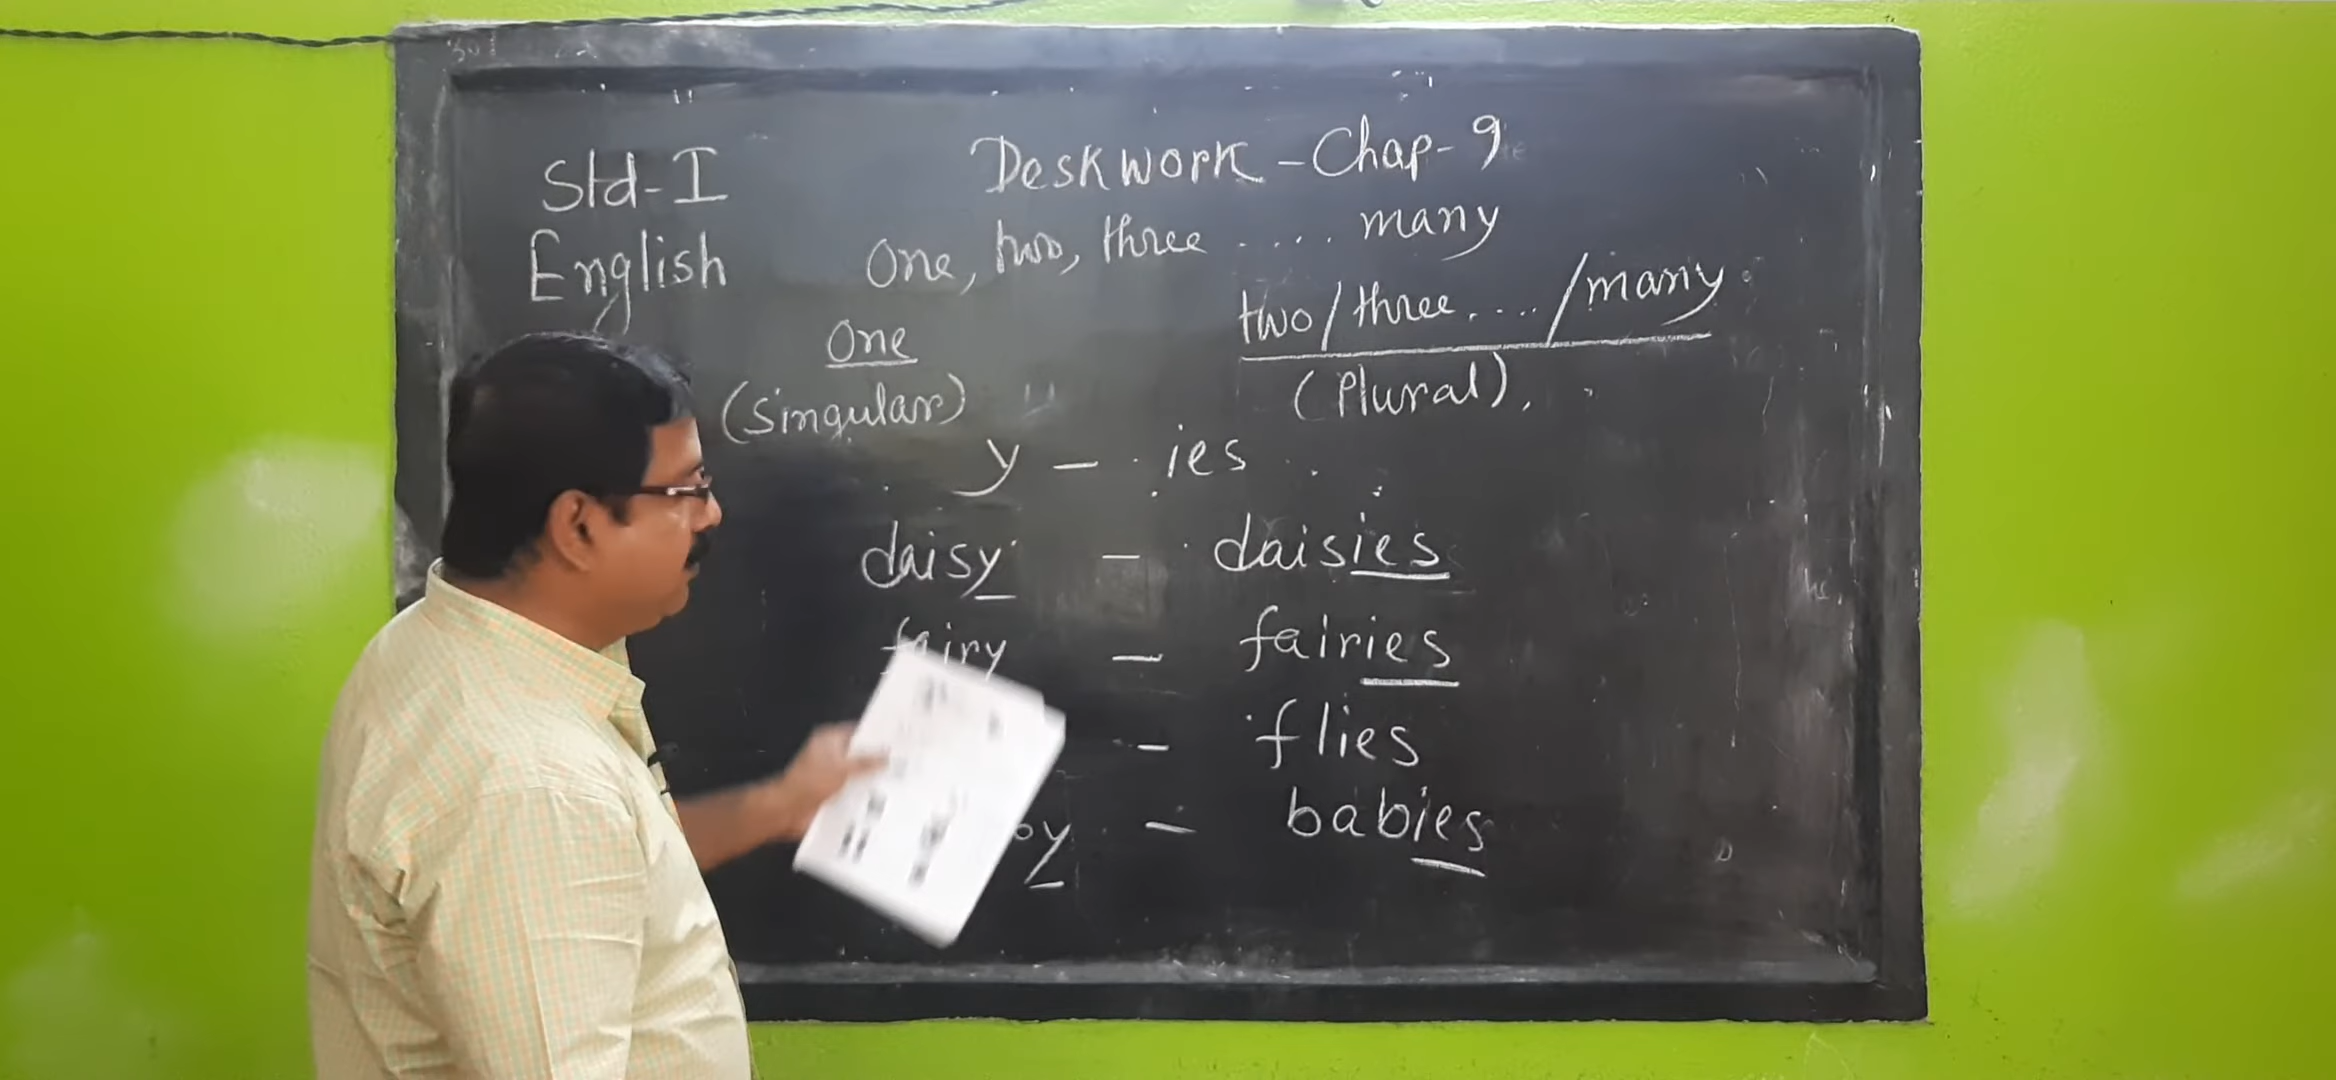 Std-I
Deskwork - Chap-9
English
One, two, three ..... many
two/three..../many
One
(Singular)
(Plural).
y - ies
daisy - daisies
fairy - fairies
- flies
y - babies